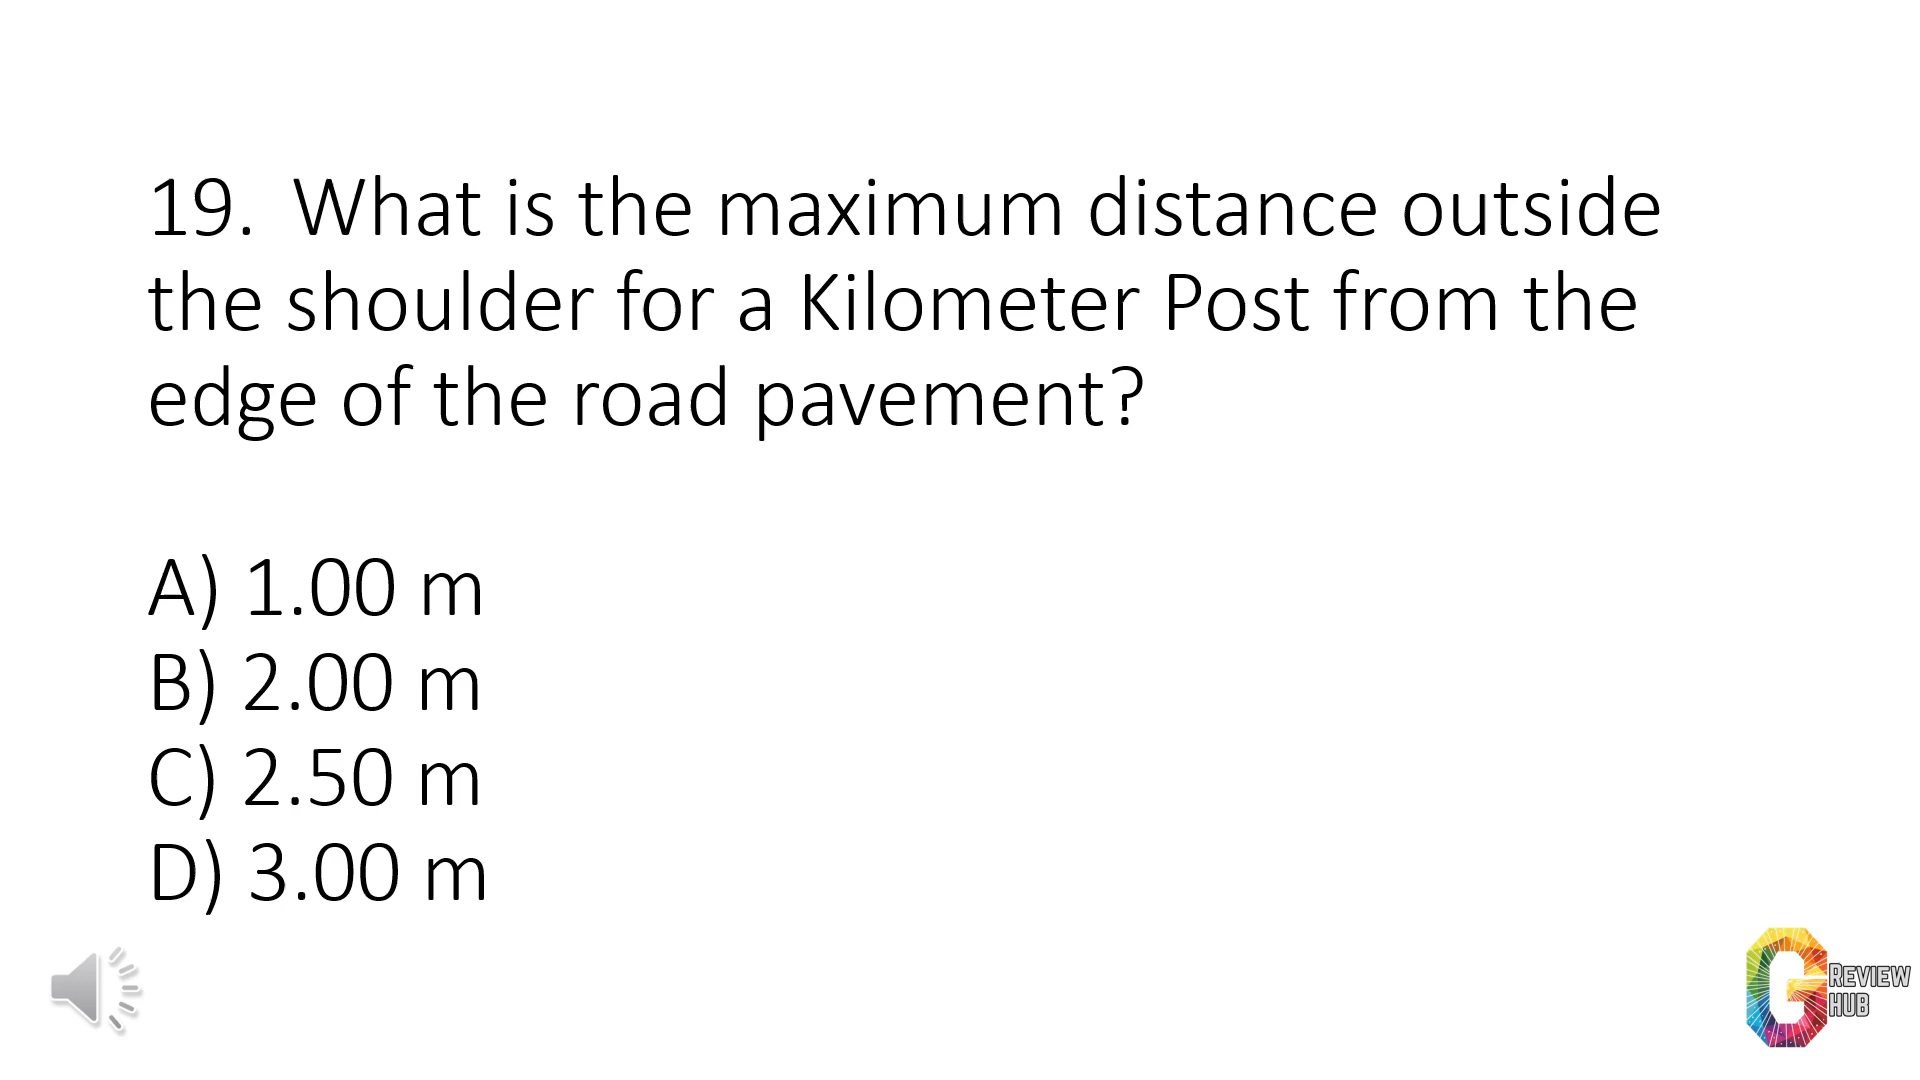 19. What is the maximum distance outside
the shoulder for a Kilometer Post from the
edge of the road pavement?
A) 1.00 m
B) 2.00 m
C) 2.50 m
D) 3.00 m
G REVIEW
HUB